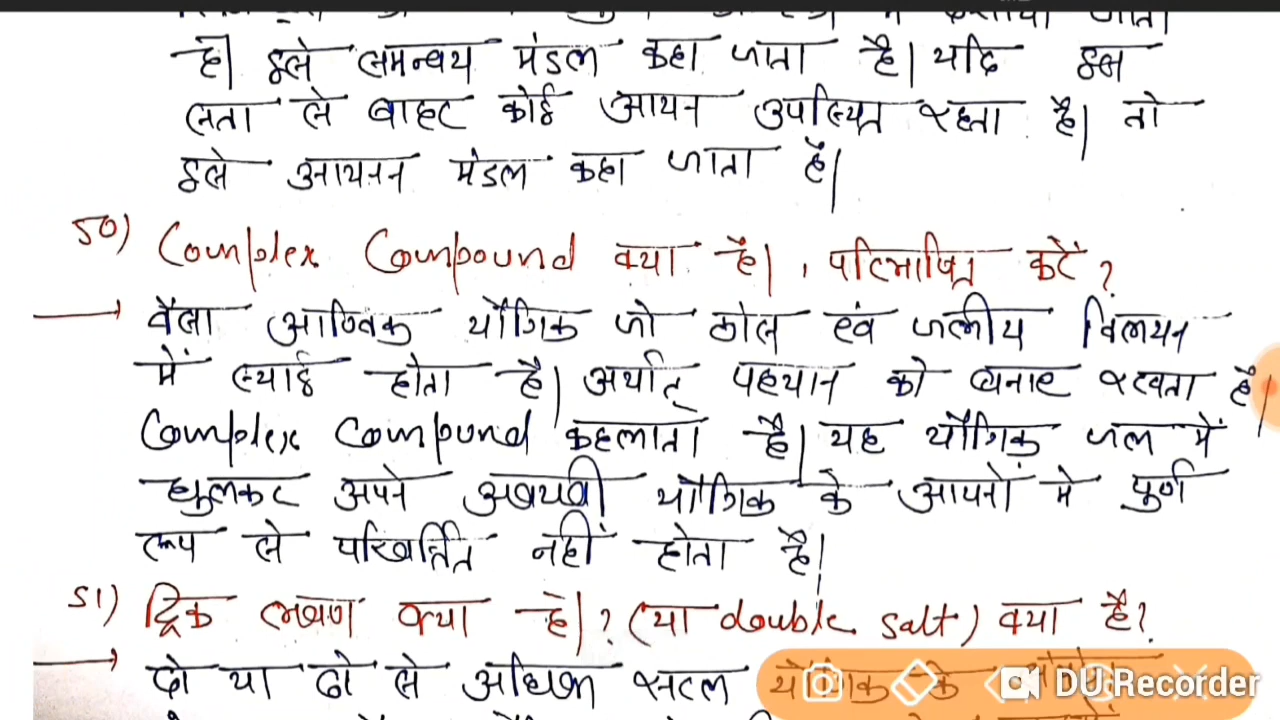 जाता
है। इसे समन्वय मंडल कहा जाता है। यदि इस
सता से बाहर कोई आयन उपस्थित रहता है। तो
इसे आयनन मंडल कहा जाता है।
50) Complex Compound क्या है। , परिभाषित करें ?
→ वैसा आण्विक यौगिक जो ठोस एवं जलीय विलयन
में स्थाई होता है। अर्थात् पहचान को बनाए रखता है।
Complex Compound कहलाता है। यह यौगिक जल में
घुलकर अपने अवयवी यौगिक के आयनों मे पूर्ण
रूप से परिवर्तित नहीं होता है।
51) द्विक लवण क्या है। ? (या double salt) क्या है?
→ दो या दो से अधिक सरल यौगिक के
DU Recorder